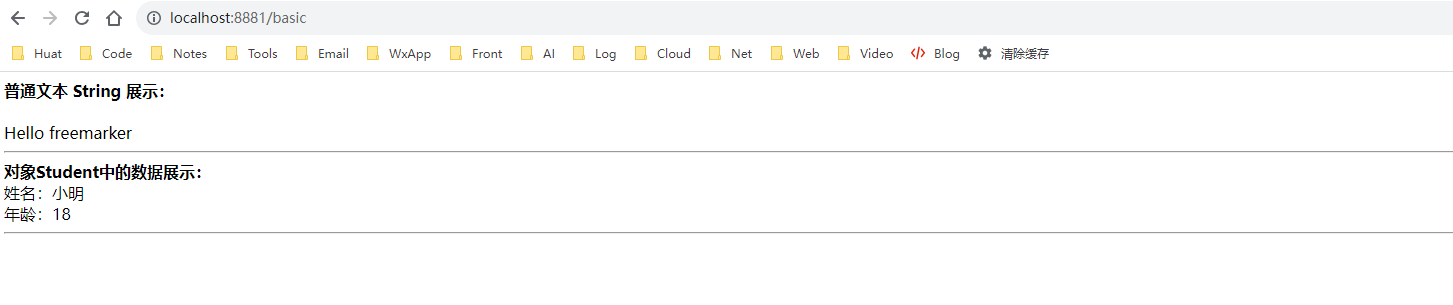 localhost:8881/basic
Huat Code Notes Tools Email WxApp Front AI Log Cloud Net Web Video Blog 清除缓存
普通文本 String 展示：
Hello freemarker
对象Student中的数据展示：
姓名：小明
年龄：18